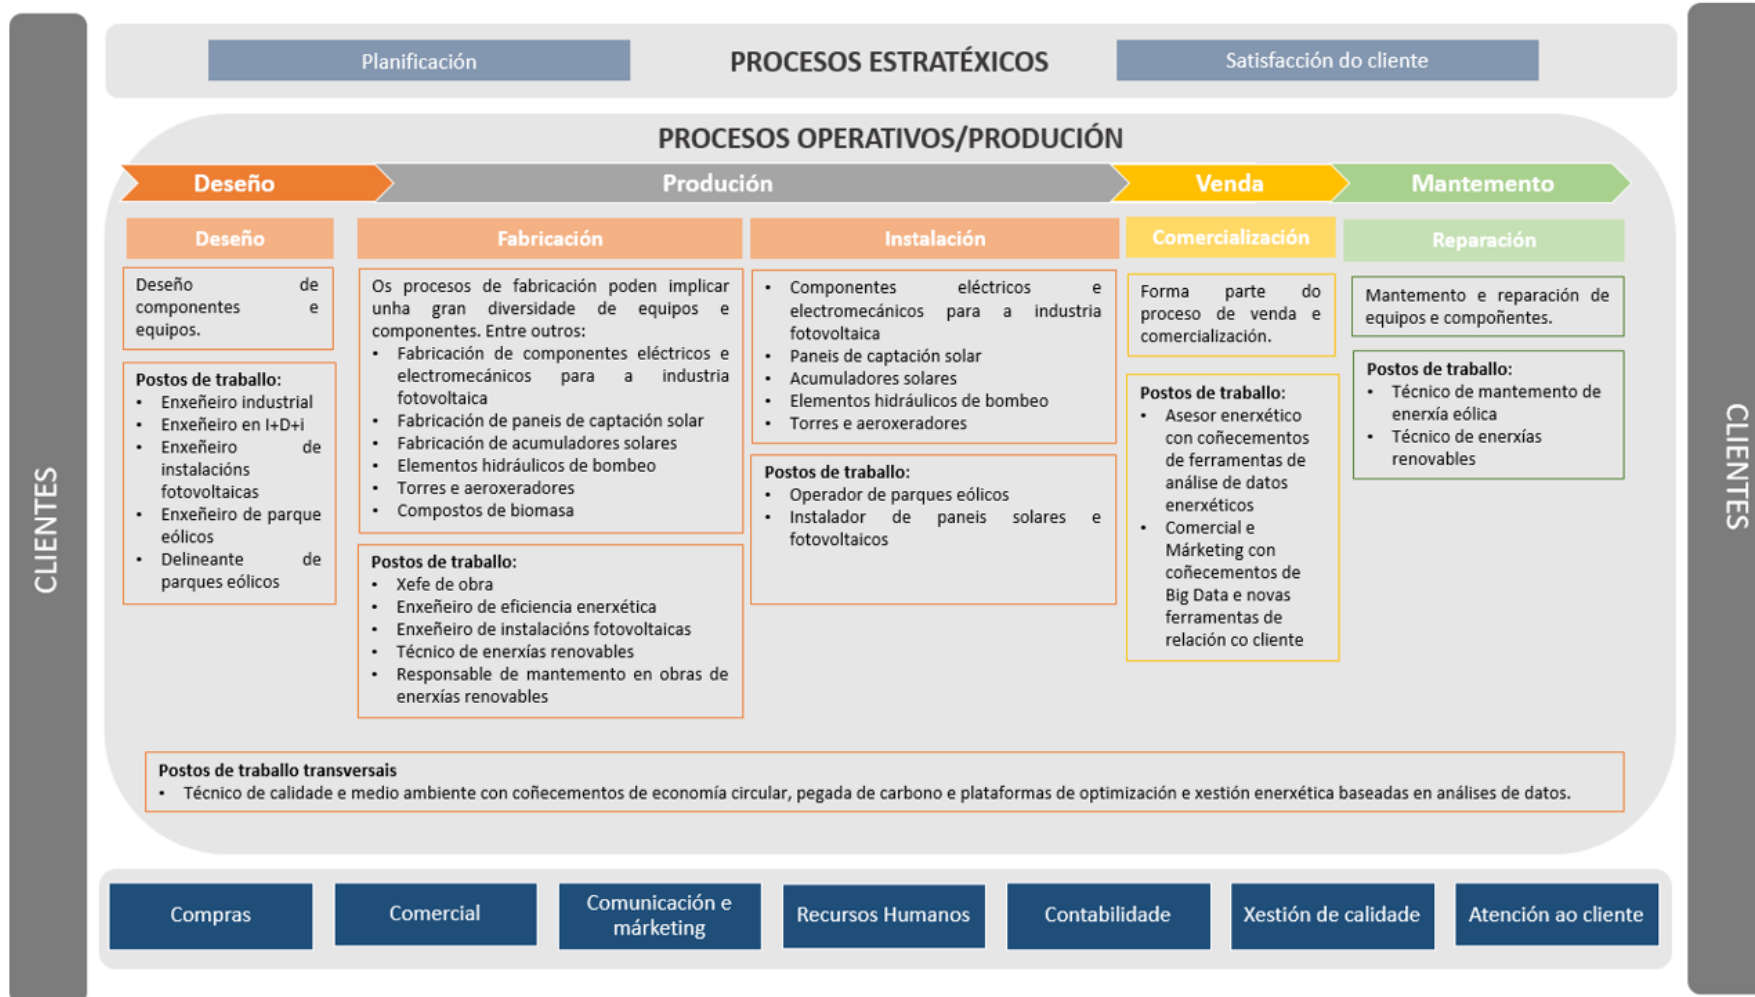 CLIENTES
PROCESOS ESTRATÉXICOS
Planificación
Satisfacción do cliente
PROCESOS OPERATIVOS/PRODUCIÓN
Deseño
Produción
Venda
Mantemento
Deseño
Deseño de
componentes e
equipos.
Postos de traballo:
• Enxeñeiro industrial
• Enxeñeiro en I+D+i
• Enxeñeiro de
instalacións
fotovoltaicas
• Enxeñeiro de parque
eólicos
• Delineante de
parques eólicos
Fabricación
Os procesos de fabricación poden implicar
unha gran diversidade de equipos e
componentes. Entre outros:
• Fabricación de componentes eléctricos e
electromecánicos para a industria
fotovoltaica
• Fabricación de paneis de captación solar
• Fabricación de acumuladores solares
• Elementos hidráulicos de bombeo
• Torres e aeroxeradores
• Compostos de biomasa
Postos de traballo:
• Xefe de obra
• Enxeñeiro de eficiencia enerxética
• Enxeñeiro de instalacións fotovoltaicas
• Técnico de enerxías renovables
• Responsable de mantemento en obras de
enerxías renovables
Instalación
• Componentes eléctricos e
electromecánicos para a industria
fotovoltaica
• Paneis de captación solar
• Acumuladores solares
• Elementos hidráulicos de bombeo
• Torres e aeroxeradores
Postos de traballo:
• Operador de parques eólicos
• Instalador de paneis solares e
fotovoltaicos
Comercialización
Forma parte do
proceso de venda e
comercialización.
Postos de traballo:
• Asesor enerxético
con coñecementos
de ferramentas de
análise de datos
enerxéticos
• Comercial e
Márketing con
coñecementos de
Big Data e novas
ferramentas de
relación co cliente
Reparación
Mantemento e reparación de
equipos e compoñentes.
Postos de traballo:
• Técnico de mantemento de
enerxía eólica
• Técnico de enerxías
renovables
Postos de traballo transversais
• Técnico de calidade e medio ambiente con coñecementos de economía circular, pegada de carbono e plataformas de optimización e xestión enerxética baseadas en análises de datos.
Compras
Comercial
Comunicación e
márketing
Recursos Humanos
Contabilidade
Xestión de calidade
Atención ao cliente
CLIENTES